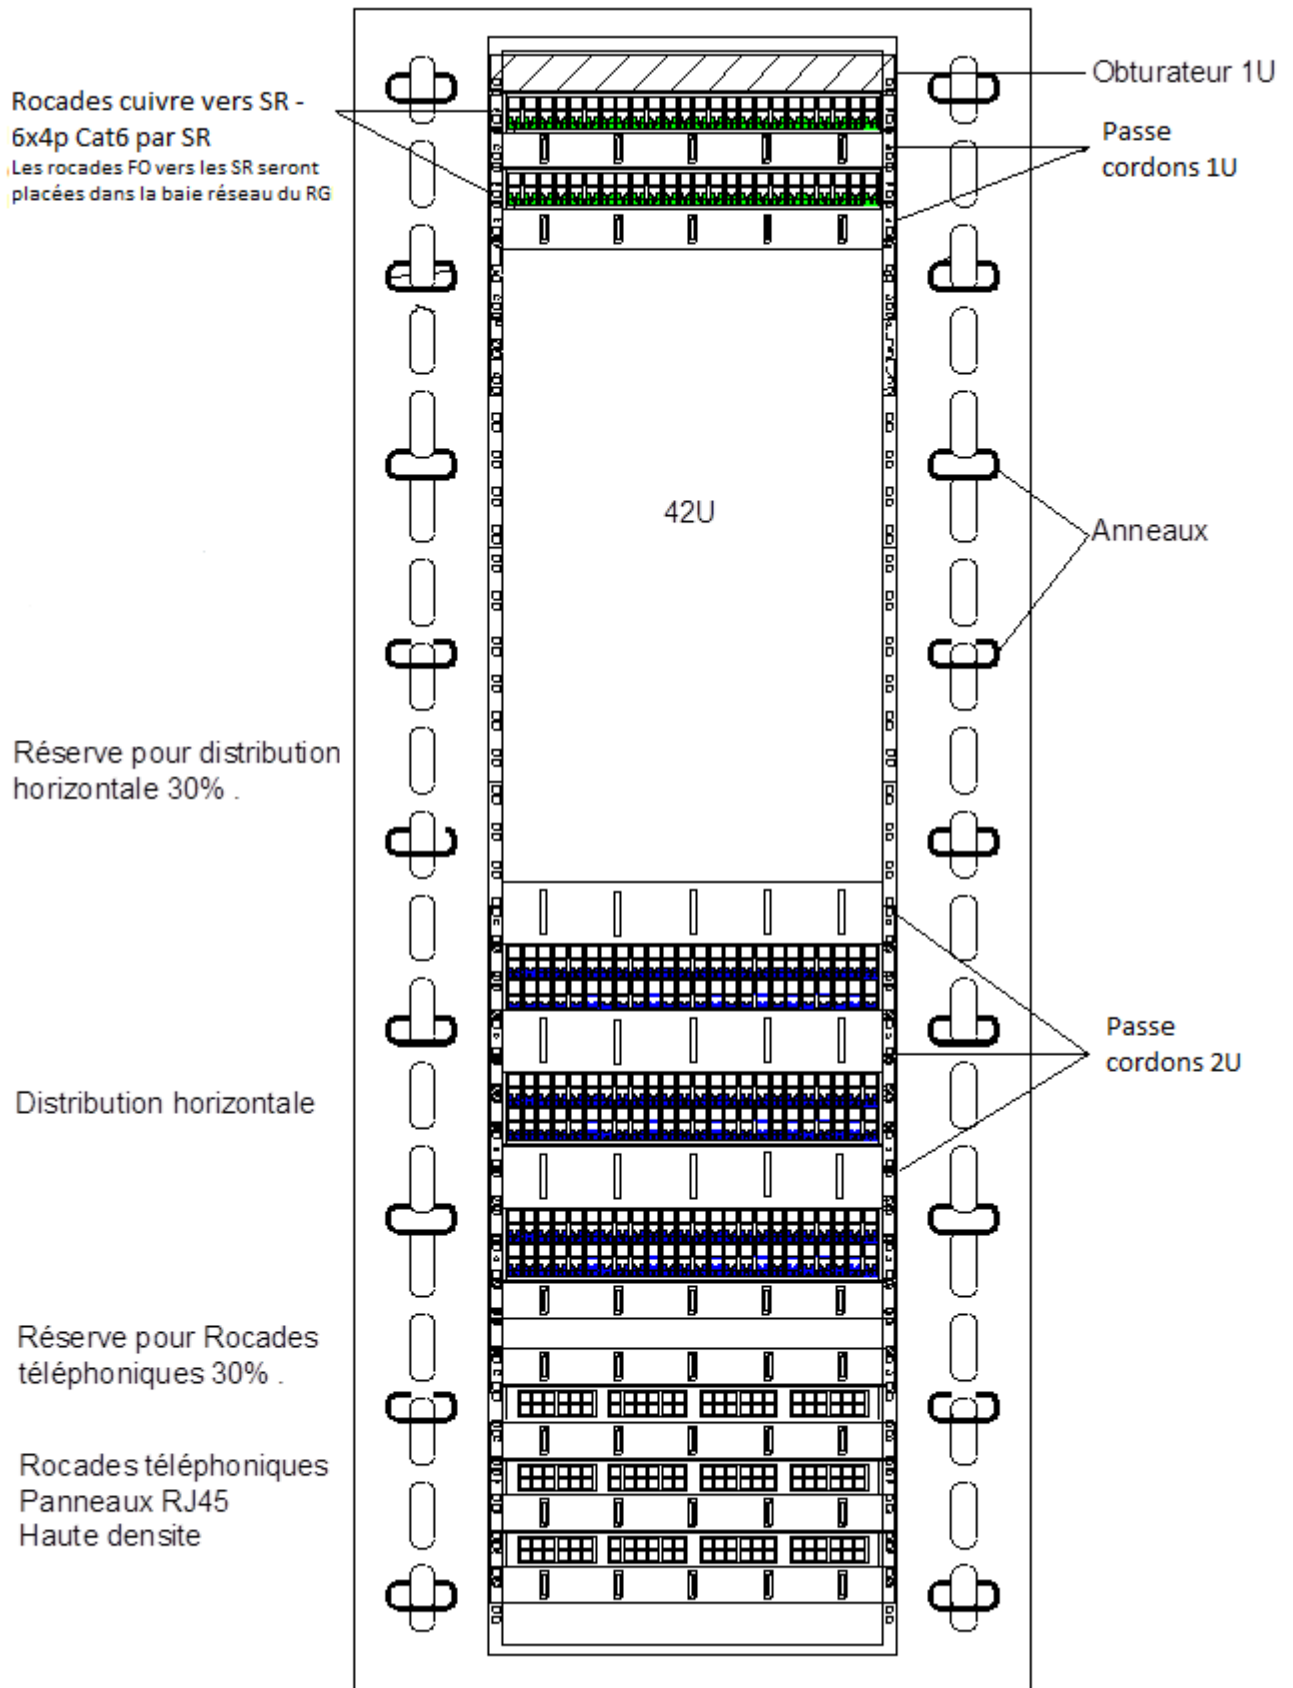 Obturateur 1U
Rocades cuivre vers SR -
6x4p Cat6 par SR
Les rocades FO vers les SR seront
placées dans la baie réseau du RG
Passe
cordons 1U
42U
Anneaux
Réserve pour distribution
horizontale 30% .
Passe
cordons 2U
Distribution horizontale
Réserve pour Rocades
téléphoniques 30% .
Rocades téléphoniques
Panneaux RJ45
Haute densite